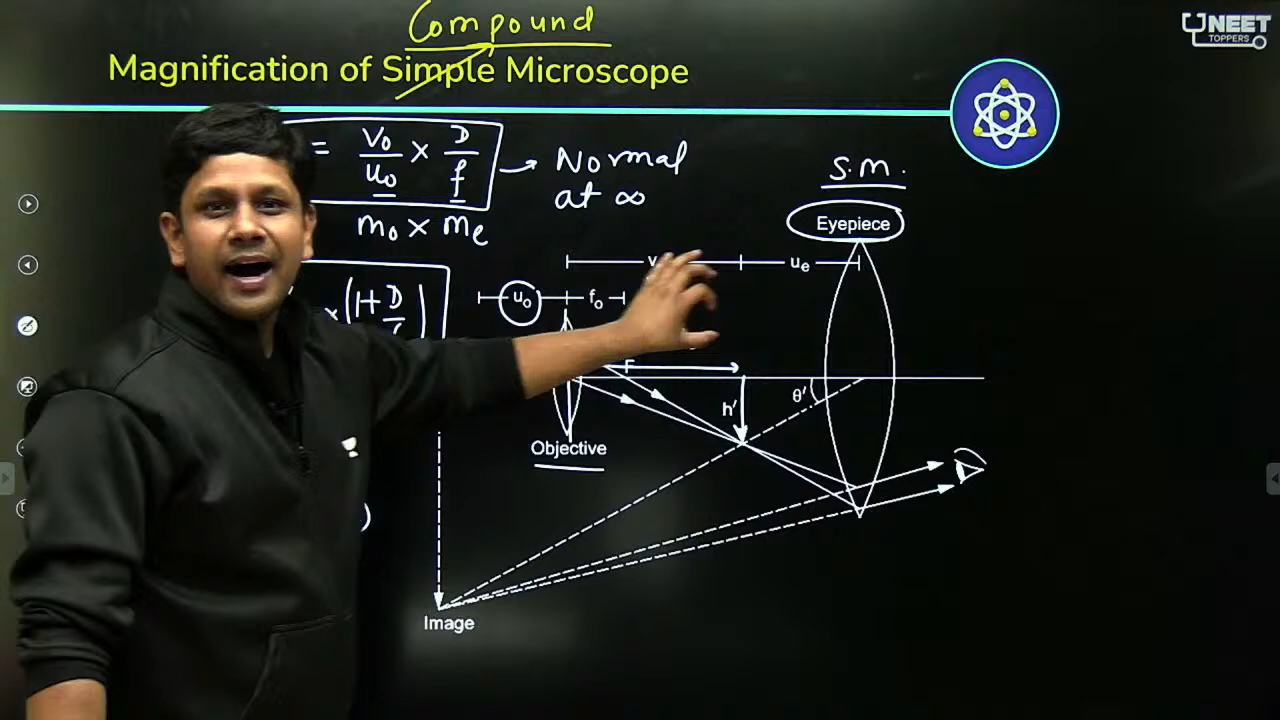 Compound
Magnification of Simple Microscope
NEET
TOPPERS
= v₀/u₀ × D/f → Normal
at ∞
m₀ × mₑ
S.M.
Eyepiece
uₑ
u₀
f₀
×(1+D/
F
h'
θ'
Objective
)
Image